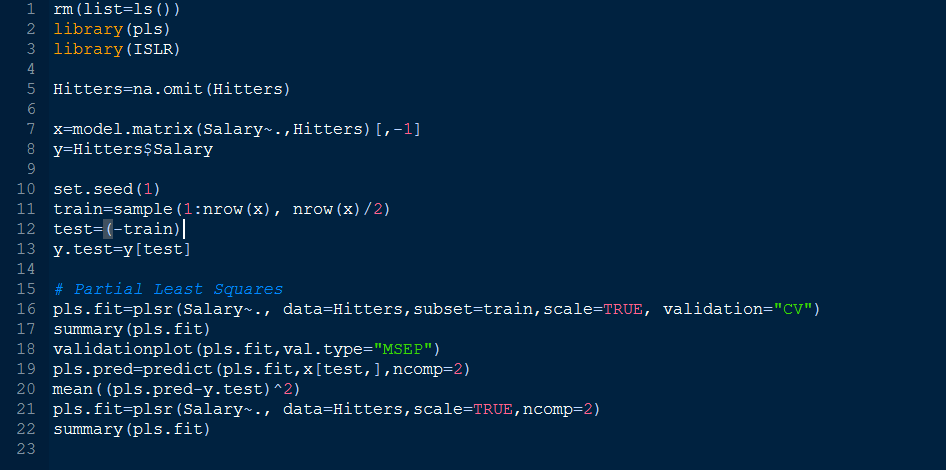 1 rm(list=ls())
2 library(pls)
3 library(ISLR)
4
5 Hitters=na.omit(Hitters)
6
7 x=model.matrix(Salary~.,Hitters)[,-1]
8 y=Hitters$Salary
9
10 set.seed(1)
11 train=sample(1:nrow(x), nrow(x)/2)
12 test=(-train)
13 y.test=y[test]
14
15 # Partial Least Squares
16 pls.fit=plsr(Salary~., data=Hitters,subset=train,scale=TRUE, validation="CV")
17 summary(pls.fit)
18 validationplot(pls.fit,val.type="MSEP")
19 pls.pred=predict(pls.fit,x[test,],ncomp=2)
20 mean((pls.pred-y.test)^2)
21 pls.fit=plsr(Salary~., data=Hitters,scale=TRUE,ncomp=2)
22 summary(pls.fit)
23